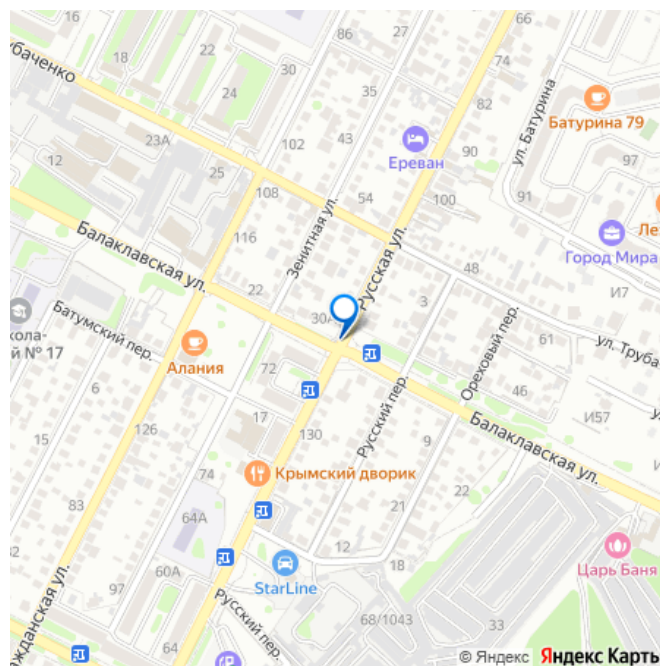 убаченко
16
18
22
24
30
86
27
66
74
35
82
ул. Батурина
Батурина 79
12
23А
25
102
43
Ереван
90
97
108
54
100
91
116
Зенитная ул.
Русская ул.
Ле
Город Мира
Балаклавская ул.
22
48
И7
30А
3
кола-
й № 17
Батумский пер.
Алания
Ореховый пер.
ул. Труба
6
72
46
Русский пер.
Балаклавская ул.
И57
17
9
15
126
130
74
Крымский дворик
22
83
64А
12
18
Царь Баня
60А
StarLine
97
Русский пер.
68/1043
33
жданская ул.
64
© Яндекс Яндекс Карть